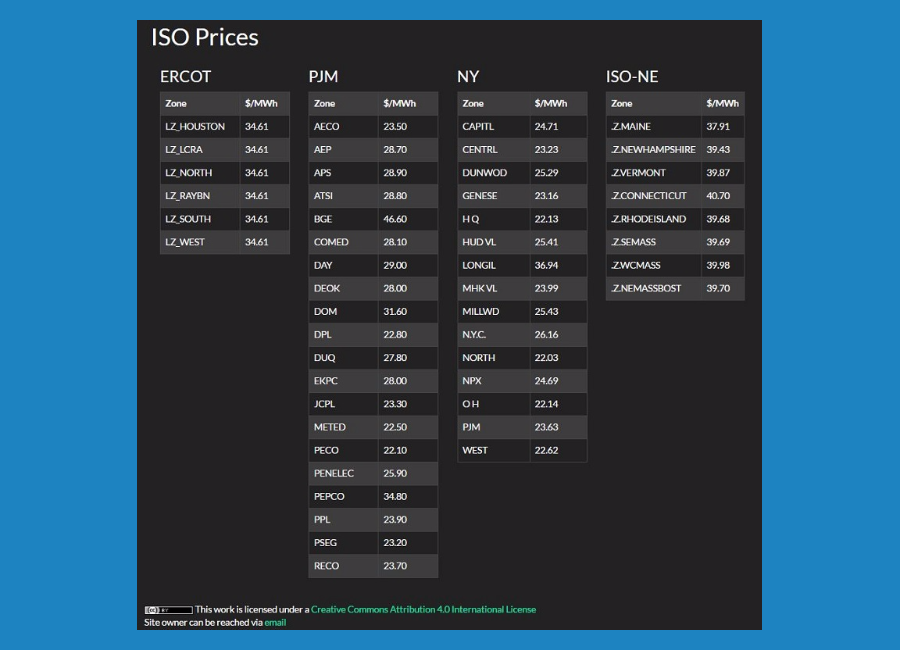 ISO Prices
ERCOT
Zone $/MWh
LZ_HOUSTON 34.61
LZ_LCRA 34.61
LZ_NORTH 34.61
LZ_RAYBN 34.61
LZ_SOUTH 34.61
LZ_WEST 34.61
PJM
Zone $/MWh
AECO 23.50
AEP 28.70
APS 28.90
ATSI 28.80
BGE 46.60
COMED 28.10
DAY 29.00
DEOK 28.00
DOM 31.60
DPL 22.80
DUQ 27.80
EKPC 28.00
JCPL 23.30
METED 22.50
PECO 22.10
PENELEC 25.90
PEPCO 34.80
PPL 23.90
PSEG 23.20
RECO 23.70
NY
Zone $/MWh
CAPITL 24.71
CENTRL 23.23
DUNWOD 25.29
GENESE 23.16
H Q 22.13
HUD VL 25.41
LONGIL 36.94
MHK VL 23.99
MILLWD 25.43
N.Y.C. 26.16
NORTH 22.03
NPX 24.69
O H 22.14
PJM 23.63
WEST 22.62
ISO-NE
Zone $/MWh
.Z.MAINE 37.91
.Z.NEWHAMPSHIRE 39.43
.Z.VERMONT 39.87
.Z.CONNECTICUT 40.70
.Z.RHODEISLAND 39.68
.Z.SEMASS 39.69
.Z.WCMASS 39.98
.Z.NEMASSBOST 39.70
(cc) BY This work is licensed under a Creative Commons Attribution 4.0 International License
Site owner can be reached via email